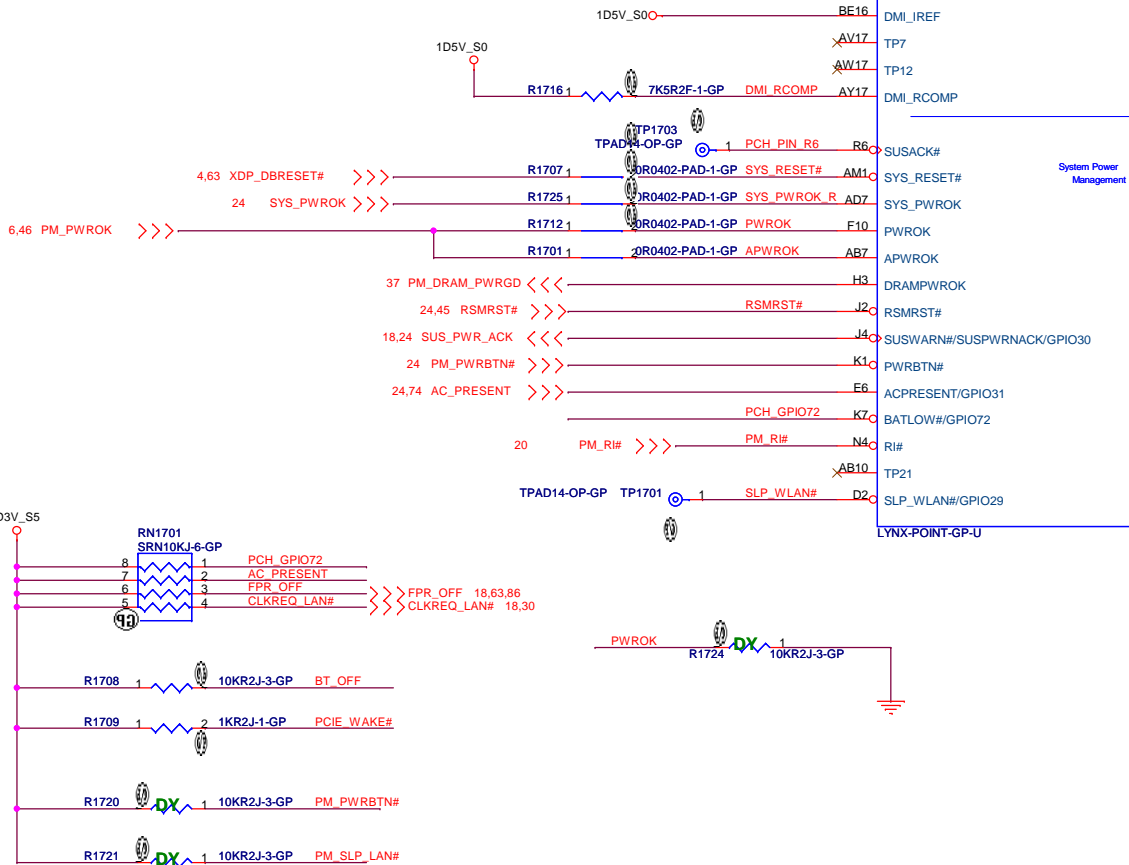 1D5V_S0
BE16 DMI_IREF
AV17 TP7
1D5V_S0
AW17 TP12
R1716 1 7K5R2F-1-GP DMI_RCOMP AY17 DMI_RCOMP
TP1703
TPAD14-OP-GP 1 PCH_PIN_R6 R6 SUSACK#
System Power
Management
4,63 XDP_DBRESET# R1707 1 0R0402-PAD-1-GP SYS_RESET# AM1 SYS_RESET#
24 SYS_PWROK R1725 1 0R0402-PAD-1-GP SYS_PWROK_R AD7 SYS_PWROK
6,46 PM_PWROK R1712 1 2 0R0402-PAD-1-GP PWROK F10 PWROK
R1701 1 2 0R0402-PAD-1-GP APWROK AB7 APWROK
37 PM_DRAM_PWRGD H3 DRAMPWROK
24,45 RSMRST# RSMRST# J2 RSMRST#
18,24 SUS_PWR_ACK J4 SUSWARN#/SUSPWRNACK/GPIO30
24 PM_PWRBTN# K1 PWRBTN#
24,74 AC_PRESENT E6 ACPRESENT/GPIO31
PCH_GPIO72 K7 BATLOW#/GPIO72
20 PM_RI# PM_RI# N4 RI#
AB10 TP21
TPAD14-OP-GP TP1701 1 SLP_WLAN# D2 SLP_WLAN#/GPIO29
LYNX-POINT-GP-U
D3V_S5
RN1701
SRN10KJ-6-GP
8 1 PCH_GPIO72
7 2 AC_PRESENT
6 3 FPR_OFF FPR_OFF 18,63,86
5 4 CLKREQ_LAN# CLKREQ_LAN# 18,30
PWROK R1724 DY 1 10KR2J-3-GP
R1708 1 10KR2J-3-GP BT_OFF
R1709 1 2 1KR2J-1-GP PCIE_WAKE#
R1720 DY 1 10KR2J-3-GP PM_PWRBTN#
R1721 DY 1 10KR2J-3-GP PM_SLP_LAN#